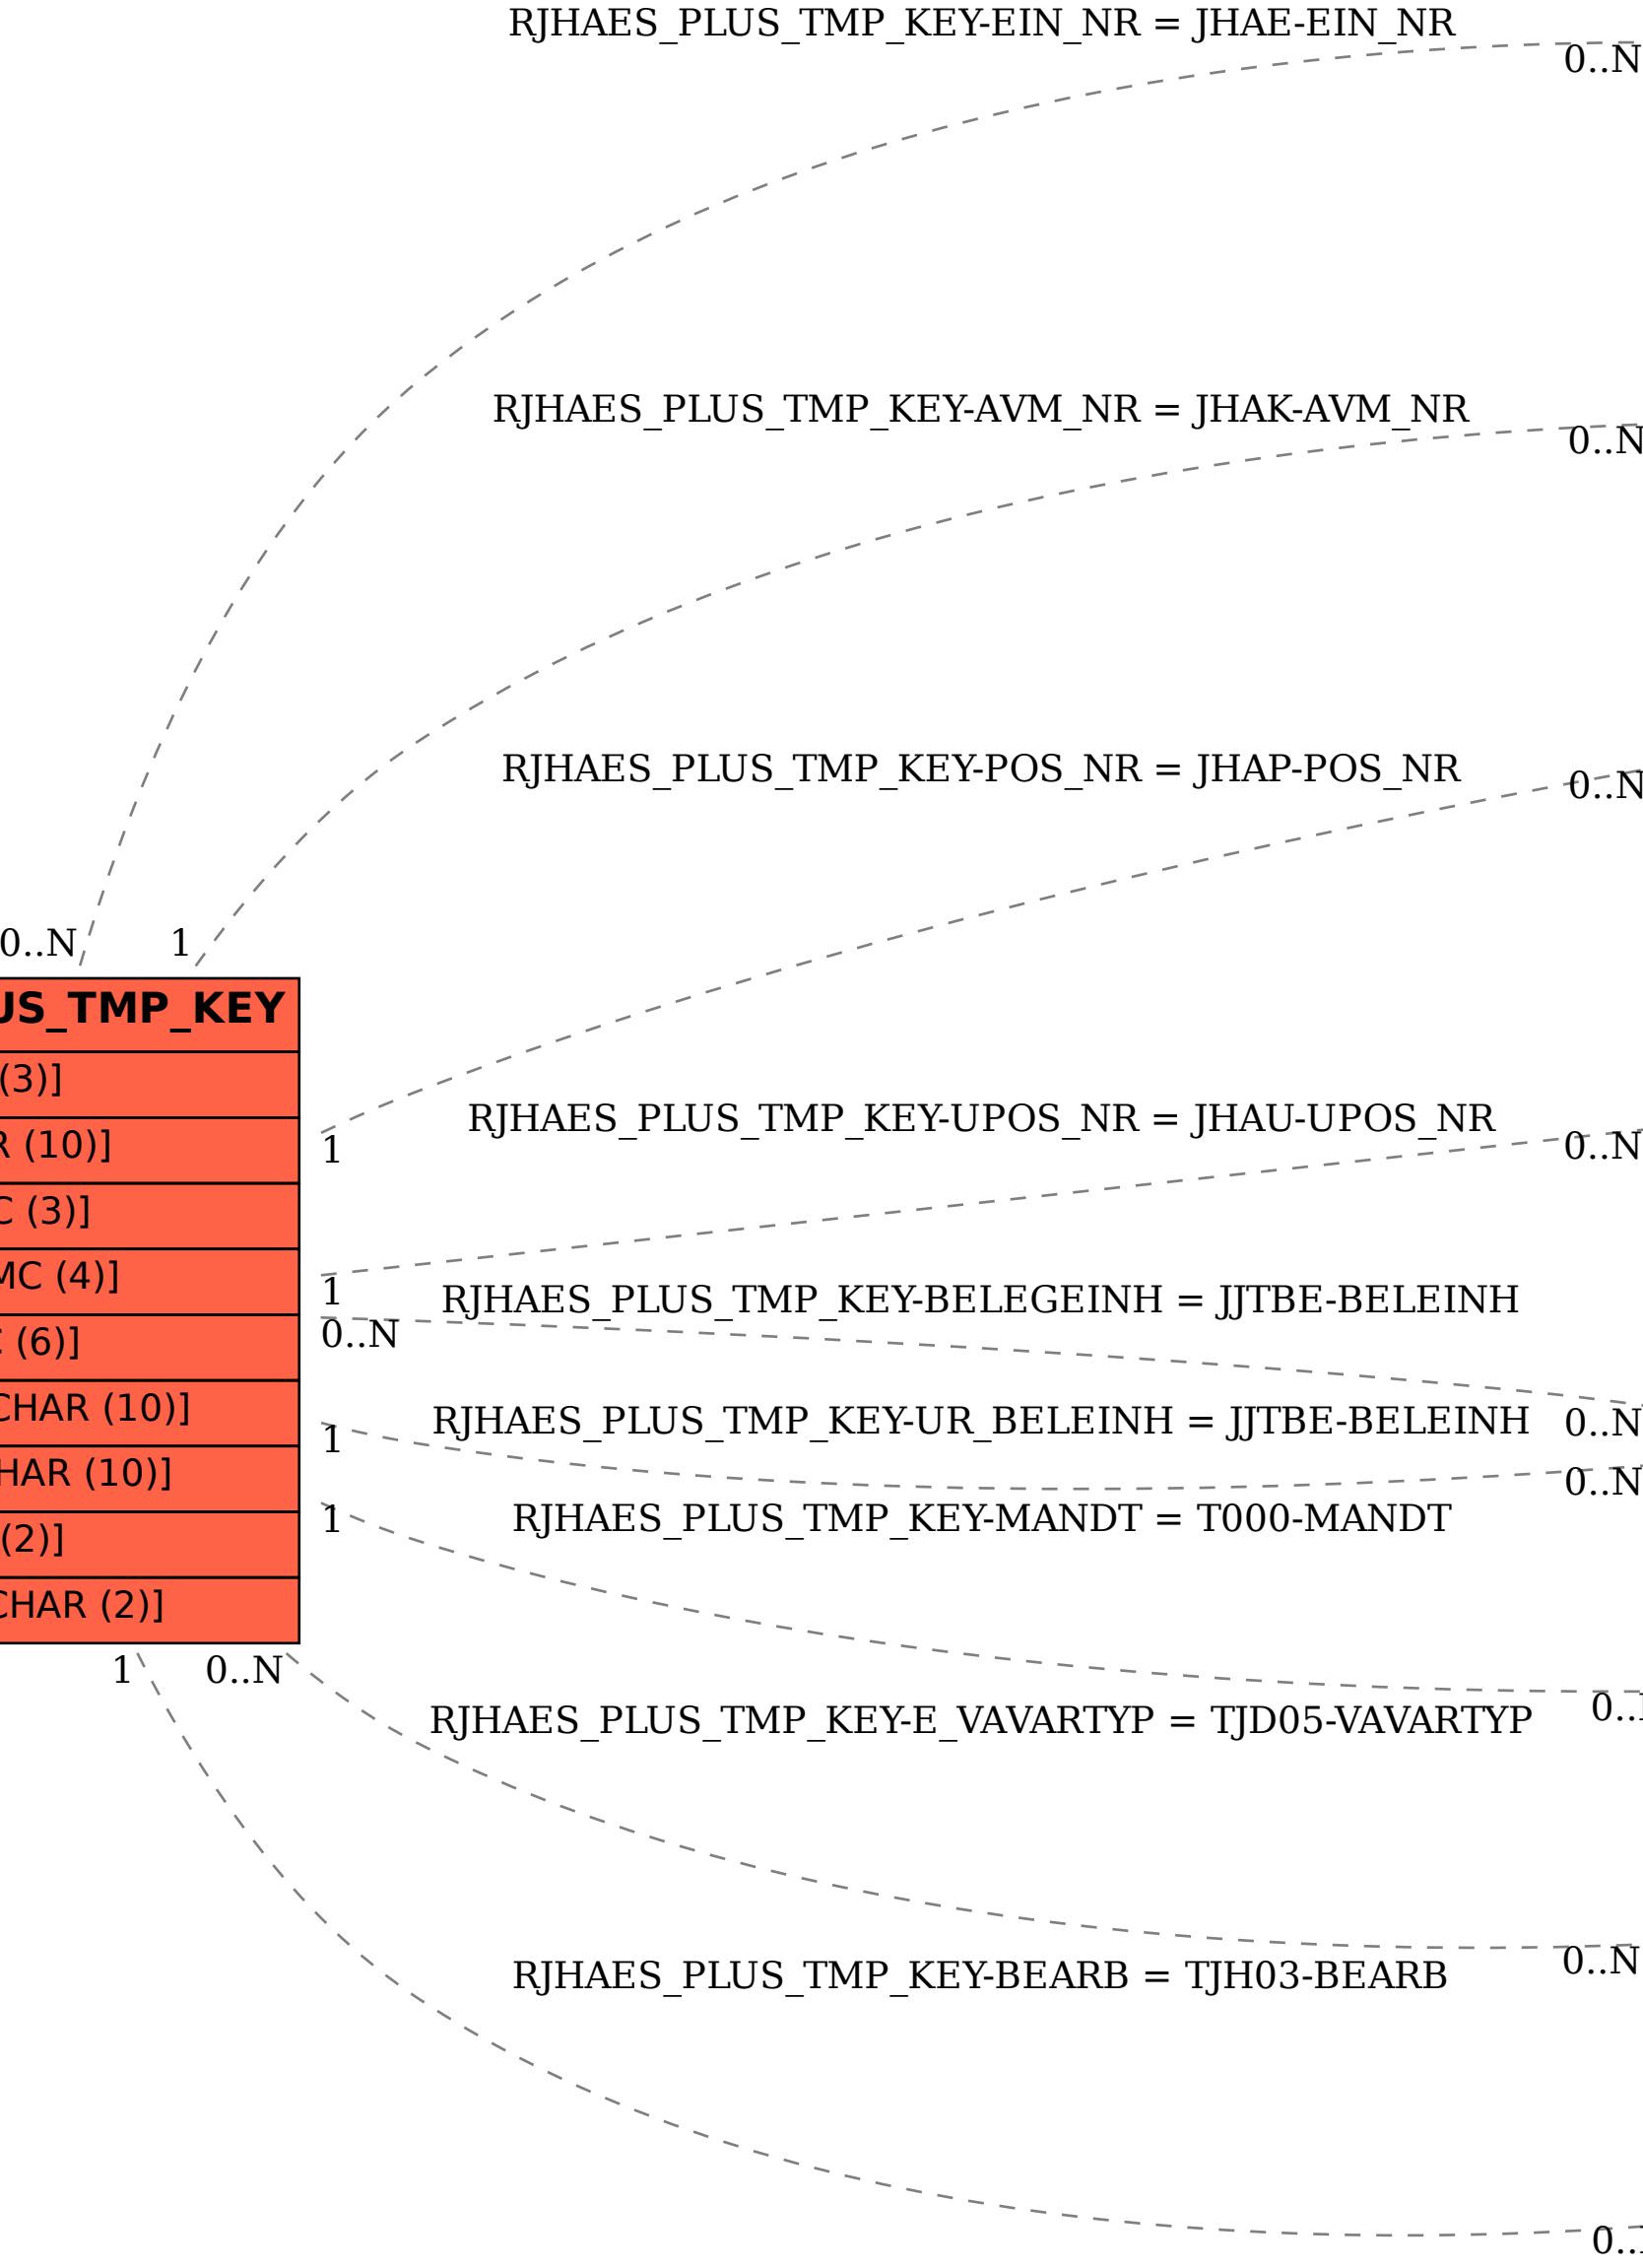 RJHAES_PLUS_TMP_KEY-EIN_NR = JHAE-EIN_NR
0..N
RJHAES_PLUS_TMP_KEY-AVM_NR = JHAK-AVM_NR
0..N
RJHAES_PLUS_TMP_KEY-POS_NR = JHAP-POS_NR
0..N
0..N 1
US_TMP_KEY
(3)]
R (10)]
C (3)]
MC (4)]
(6)]
CHAR (10)]
HAR (10)]
(2)]
CHAR (2)]
1
RJHAES_PLUS_TMP_KEY-UPOS_NR = JHAU-UPOS_NR
0..N
1
RJHAES_PLUS_TMP_KEY-BELEGEINH = JJTBE-BELEINH
0..N
0..N
RJHAES_PLUS_TMP_KEY-UR_BELEINH = JJTBE-BELEINH
1
0..N
RJHAES_PLUS_TMP_KEY-MANDT = T000-MANDT
1
1 0..N
RJHAES_PLUS_TMP_KEY-E_VAVARTYP = TJD05-VAVARTYP
0..
RJHAES_PLUS_TMP_KEY-BEARB = TJH03-BEARB
0..N
0..